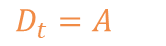 D_t = A